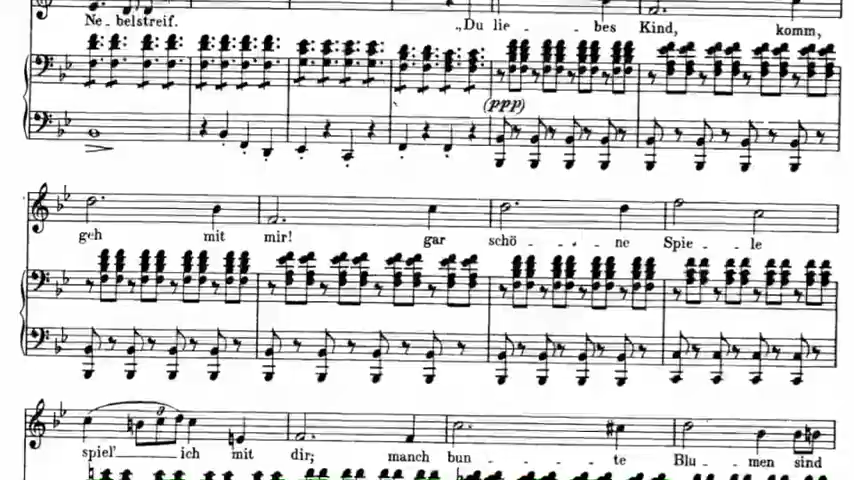 Ne - belstreif. „Du lie - - - bes Kind, komm,
(ppp)
geh mit mir! gar schö - - - ne Spie - - le
3
spiel' ich mit dir; manch bun - - - te Blu - - men sind